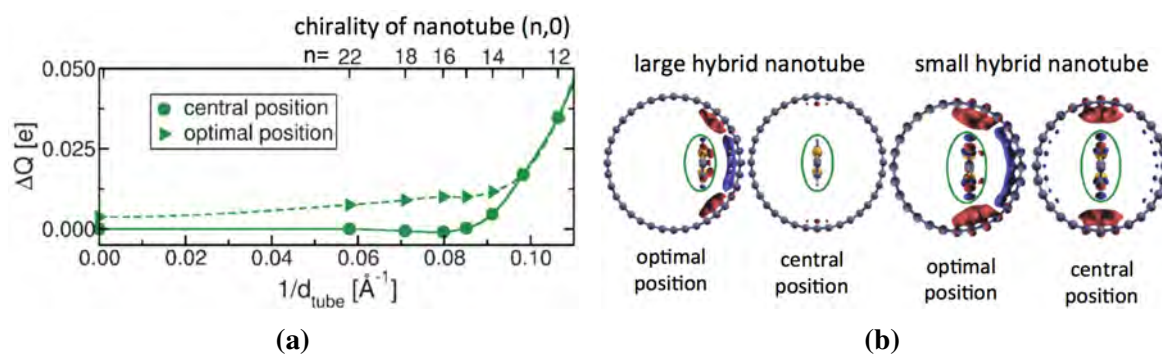 chirality of nanotube (n,0)
n= 22 18 16 14 12
0.050
0.025
0.000
ΔQ [e]
central position
optimal position
0.00 0.02 0.04 0.06 0.08 0.10
1/d_tube [Å⁻¹]
(a)
large hybrid nanotube small hybrid nanotube
optimal position
central position
optimal position
central position
(b)